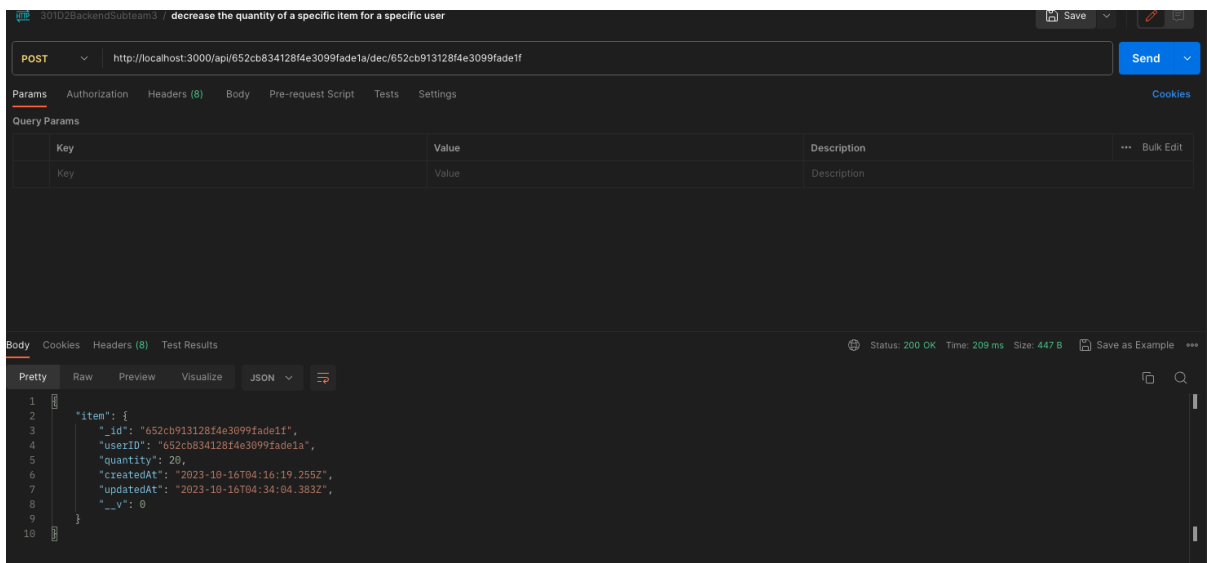 HTTP 301D2BackendSubteam3 / decrease the quantity of a specific item for a specific user Save
POST http://localhost:3000/api/652cb834128f4e3099fade1a/dec/652cb913128f4e3099fade1f Send
Params Authorization Headers (8) Body Pre-request Script Tests Settings Cookies
Query Params
Key Value Description ••• Bulk Edit
Key Value Description
Body Cookies Headers (8) Test Results Status: 200 OK Time: 209 ms Size: 447 B Save as Example •••
Pretty Raw Preview Visualize JSON
1 {
2 "item": {
3 "_id": "652cb913128f4e3099fade1f",
4 "userID": "652cb834128f4e3099fade1a",
5 "quantity": 20,
6 "createdAt": "2023-10-16T04:16:19.255Z",
7 "updatedAt": "2023-10-16T04:34:04.383Z",
8 "__v": 0
9 }
10 }